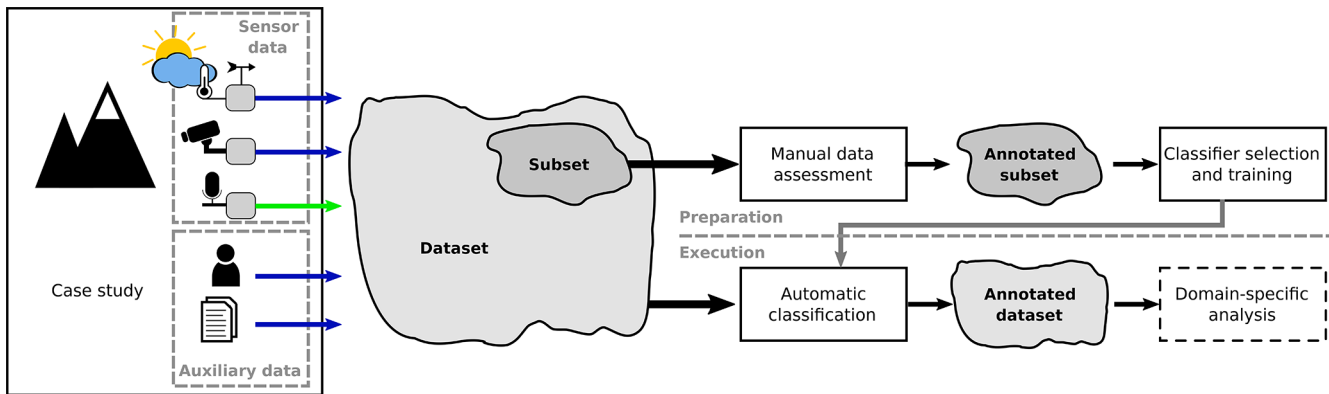 Sensor
data
Case study
Auxiliary data
Dataset
Subset
Manual data
assessment
Annotated
subset
Classifier selection
and training
Preparation
Execution
Automatic
classification
Annotated
dataset
Domain-specific
analysis